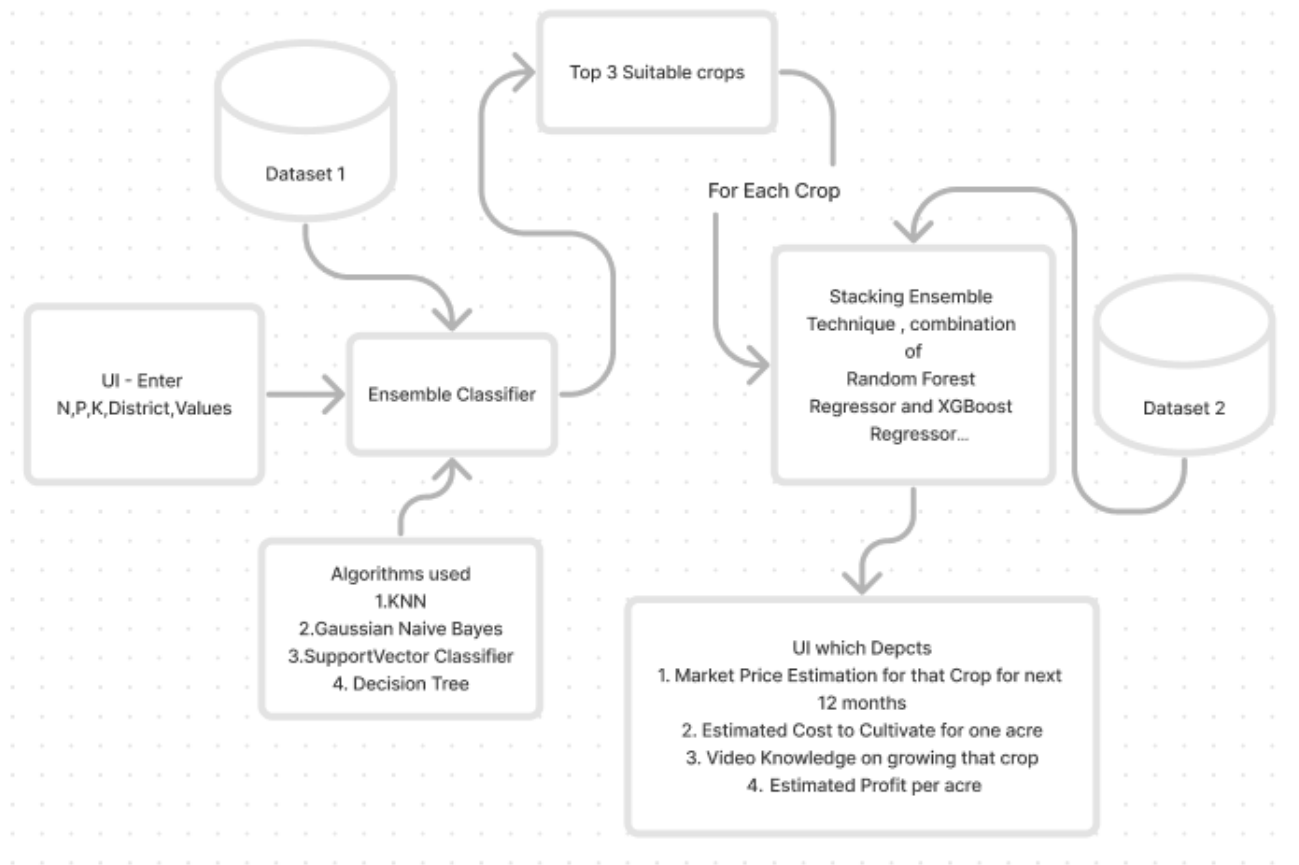 Top 3 Suitable crops
Dataset 1
For Each Crop
Stacking Ensemble
Technique , combination
of
Random Forest
Regressor and XGBoost
Regressor...
Dataset 2
UI - Enter
N,P,K,District,Values
Ensemble Classifier
Algorithms used
1.KNN
2.Gaussian Naive Bayes
3.SupportVector Classifier
4. Decision Tree
UI which Depcts
1. Market Price Estimation for that Crop for next
12 months
2. Estimated Cost to Cultivate for one acre
3. Video Knowledge on growing that crop
4. Estimated Profit per acre